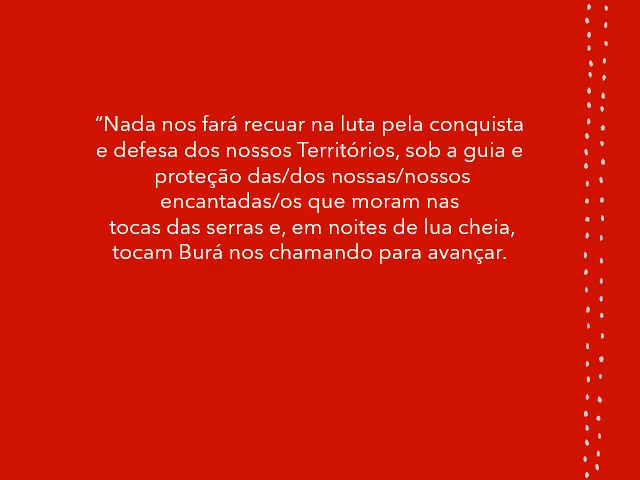 “Nada nos fará recuar na luta pela conquista
e defesa dos nossos Territórios, sob a guia e
proteção das/dos nossas/nossos
encantadas/os que moram nas
tocas das serras e, em noites de lua cheia,
tocam Burá nos chamando para avançar.